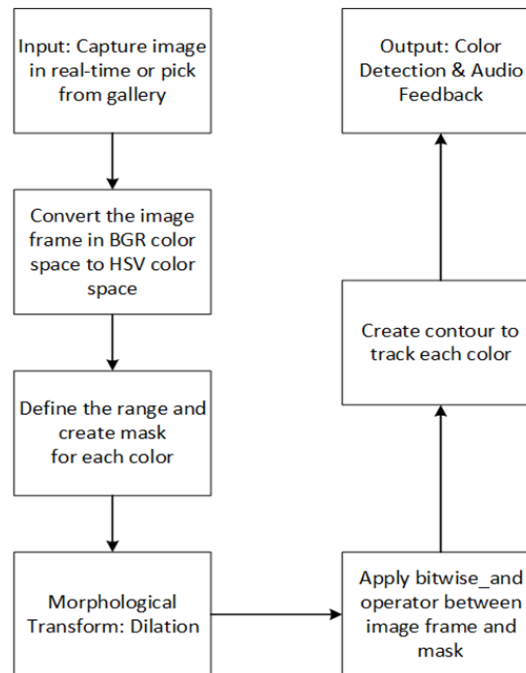 Input: Capture image
in real-time or pick
from gallery
Convert the image
frame in BGR color
space to HSV color
space
Define the range and
create mask
for each color
Morphological
Transform: Dilation
Apply bitwise_and
operator between
image frame and
mask
Create contour to
track each color
Output: Color
Detection & Audio
Feedback